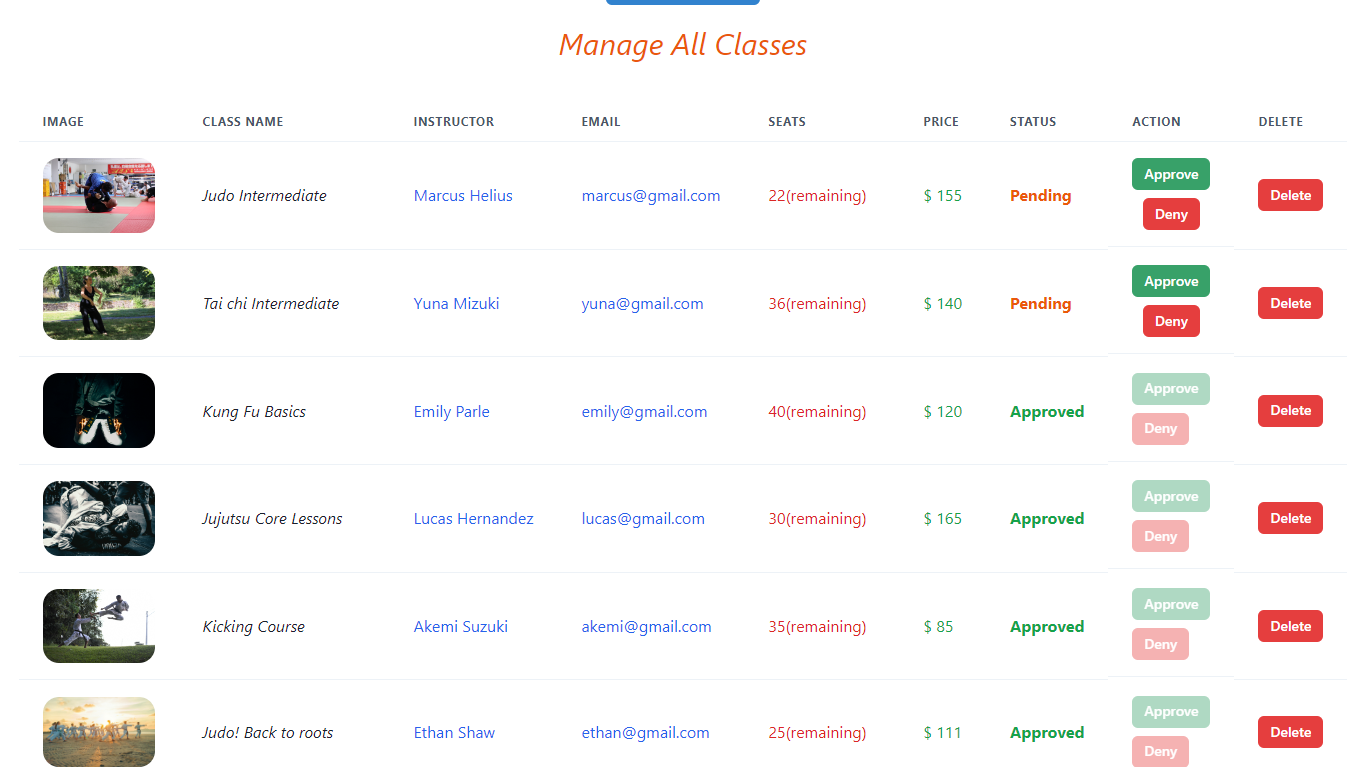 Manage All Classes
IMAGE CLASS NAME INSTRUCTOR EMAIL SEATS PRICE STATUS ACTION DELETE
Judo Intermediate Marcus Helius marcus@gmail.com 22(remaining) $ 155 Pending Approve Deny Delete
Tai chi Intermediate Yuna Mizuki yuna@gmail.com 36(remaining) $ 140 Pending Approve Deny Delete
Kung Fu Basics Emily Parle emily@gmail.com 40(remaining) $ 120 Approved Approve Deny Delete
Jujutsu Core Lessons Lucas Hernandez lucas@gmail.com 30(remaining) $ 165 Approved Approve Deny Delete
Kicking Course Akemi Suzuki akemi@gmail.com 35(remaining) $ 85 Approved Approve Deny Delete
Judo! Back to roots Ethan Shaw ethan@gmail.com 25(remaining) $ 111 Approved Approve Deny Delete